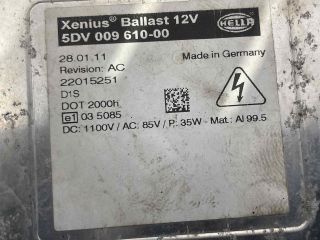 Xenius® Ballast 12V
5DV 009 610-00
HELLA
28.01.11
Made in Germany
Revision: AC
22015251
D1S
DOT 2000h
e1 03 5085
DC: 1100V / AC: 85V / P: 35W - Mat.: Al 99.5